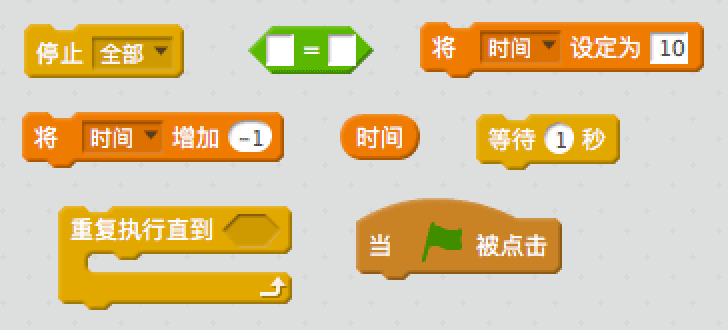 停止 全部
=
将 时间 设定为 10
将 时间 增加 -1
时间
等待 1 秒
重复执行直到
当 被点击